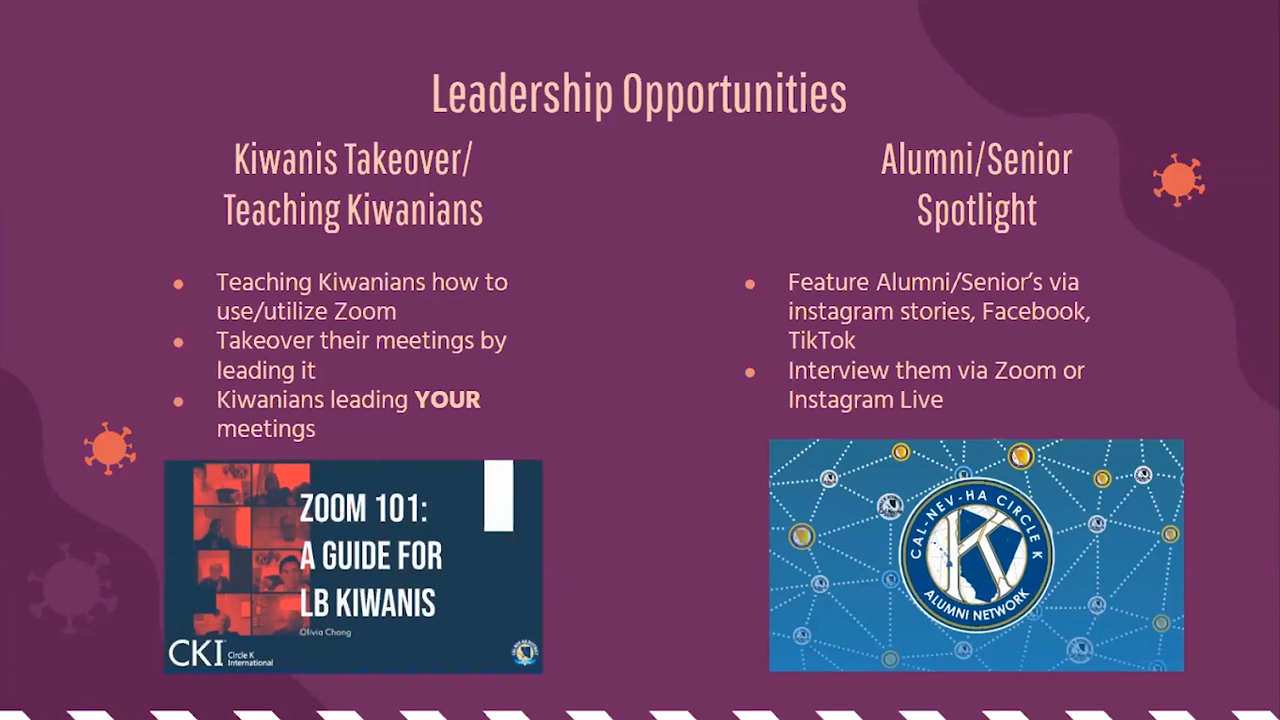 Leadership Opportunities
Kiwanis Takeover/
Teaching Kiwanians
Teaching Kiwanians how to
use/utilize Zoom
Takeover their meetings by
leading it
Kiwanians leading YOUR
meetings
ZOOM 101:
A GUIDE FOR
LB KIWANIS
Olivia Chong
CKI Circle K
International
Alumni/Senior
Spotlight
Feature Alumni/Senior’s via
instagram stories, Facebook,
TikTok
Interview them via Zoom or
Instagram Live
CAL-NEV-HA CIRCLE K
K
ALUMNI NETWORK